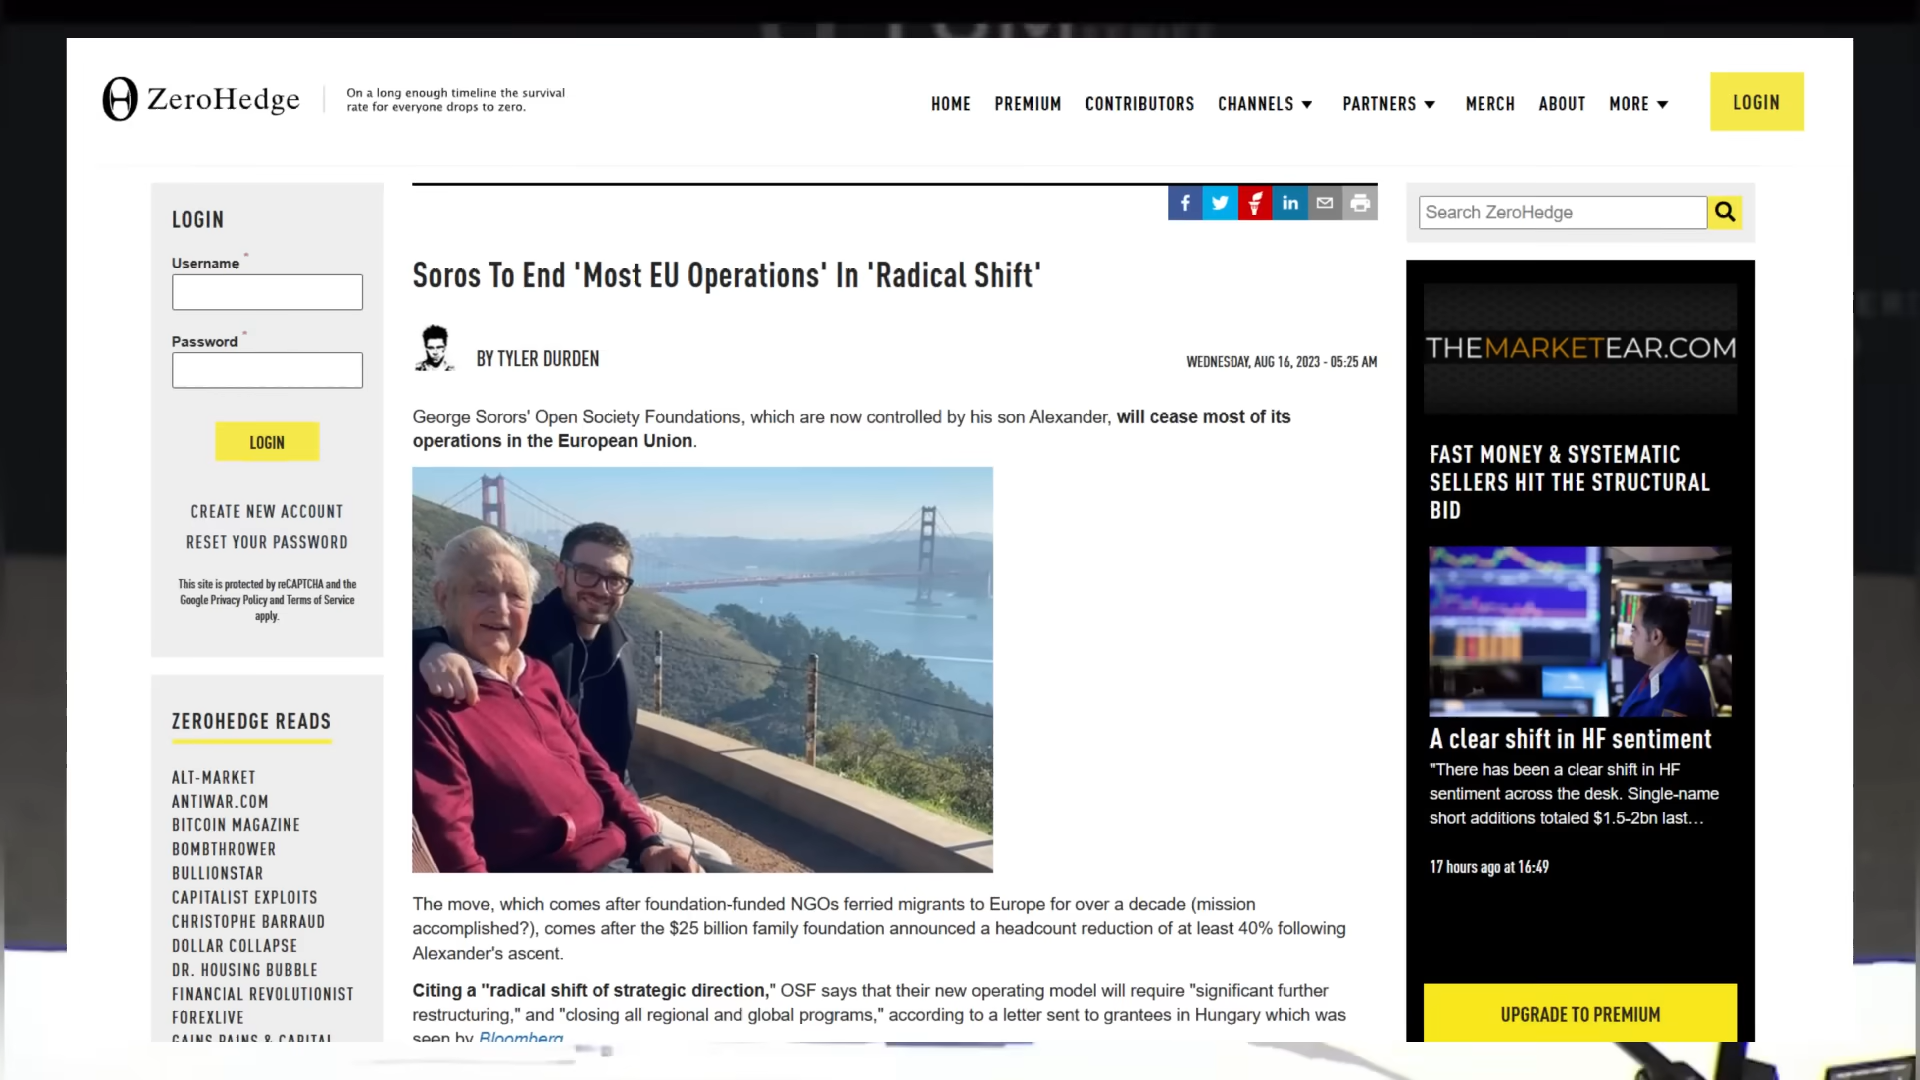 ZeroHedge
On a long enough timeline the survival
rate for everyone drops to zero.
HOME PREMIUM CONTRIBUTORS CHANNELS PARTNERS MERCH ABOUT MORE
LOGIN
LOGIN
Username *
Password *
LOGIN
CREATE NEW ACCOUNT
RESET YOUR PASSWORD
This site is protected by reCAPTCHA and the
Google Privacy Policy and Terms of Service
apply.
ZEROHEDGE READS
ALT-MARKET
ANTIWAR.COM
BITCOIN MAGAZINE
BOMBTHROWER
BULLIONSTAR
CAPITALIST EXPLOITS
CHRISTOPHE BARRAUD
DOLLAR COLLAPSE
DR. HOUSING BUBBLE
FINANCIAL REVOLUTIONIST
FOREXLIVE
GAINS PAINS & CAPITAL
Soros To End 'Most EU Operations' In 'Radical Shift'
BY TYLER DURDEN
WEDNESDAY, AUG 16, 2023 - 05:25 AM
George Sorors' Open Society Foundations, which are now controlled by his son Alexander, will cease most of its
operations in the European Union.
The move, which comes after foundation-funded NGOs ferried migrants to Europe for over a decade (mission
accomplished?), comes after the $25 billion family foundation announced a headcount reduction of at least 40% following
Alexander's ascent.
Citing a "radical shift of strategic direction," OSF says that their new operating model will require "significant further
restructuring," and "closing all regional and global programs," according to a letter sent to grantees in Hungary which was
seen by Bloomberg
Search ZeroHedge
THEMARKETEAR.COM
FAST MONEY & SYSTEMATIC
SELLERS HIT THE STRUCTURAL
BID
A clear shift in HF sentiment
"There has been a clear shift in HF
sentiment across the desk. Single-name
short additions totaled $1.5-2bn last...
17 hours ago at 16:49
UPGRADE TO PREMIUM